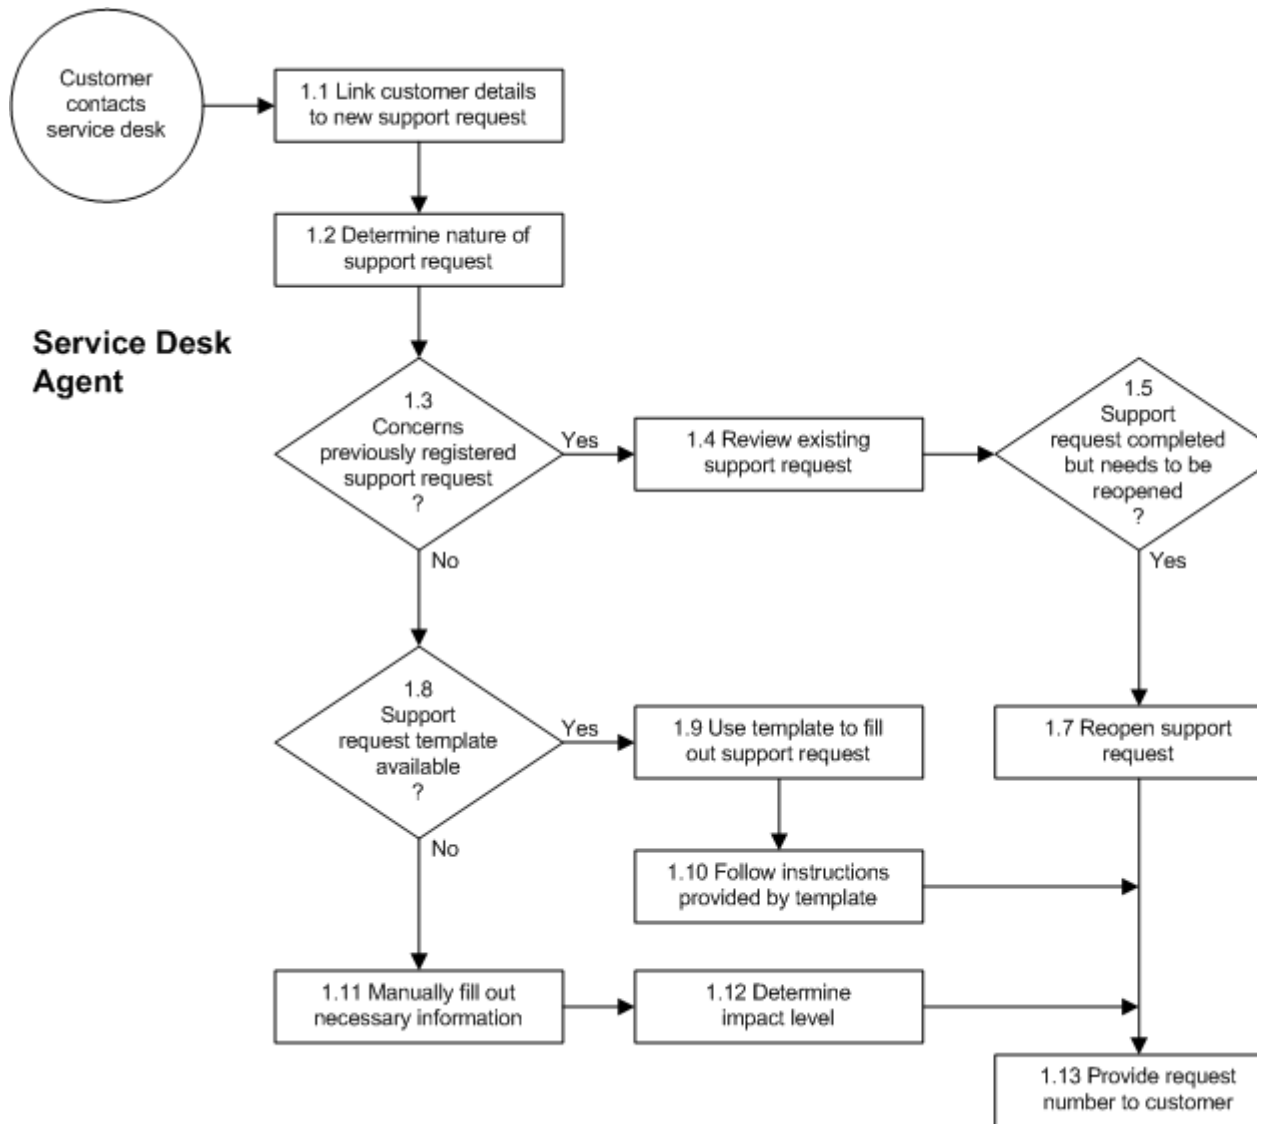 Customer
contacts
service desk
1.1 Link customer details
to new support request
1.2 Determine nature of
support request
Service Desk
Agent
1.3
Concerns
previously registered
support request
?
Yes
1.4 Review existing
support request
1.5
Support
request completed
but needs to be
reopened
?
No
Yes
1.8
Support
request template
available
?
Yes
1.9 Use template to fill
out support request
1.7 Reopen support
request
No
1.10 Follow instructions
provided by template
1.11 Manually fill out
necessary information
1.12 Determine
impact level
1.13 Provide request
number to customer